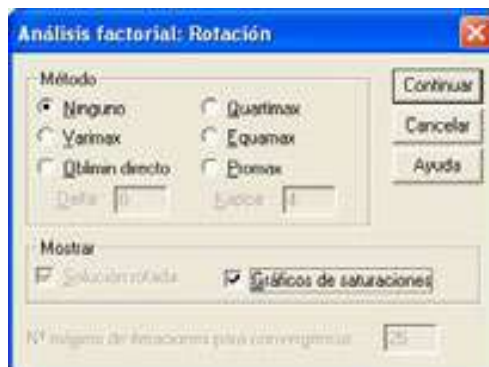 Análisis factorial: Rotación
Método
Ninguno
Quartimax
Varimax
Equamax
Oblimin directo
Promax
Delta: 0
Kappa: 4
Continuar
Cancelar
Ayuda
Mostrar
Solución rotada
Gráficos de saturaciones
Nº máximo de iteraciones para convergencia: 25